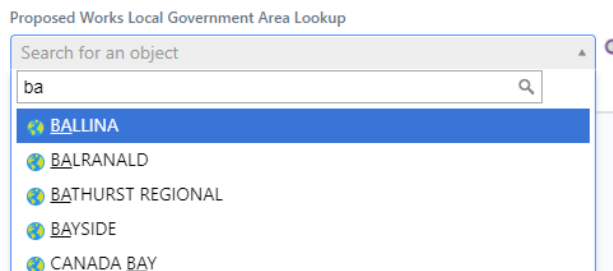 Proposed Works Local Government Area Lookup
Search for an object
ba
BALLINA
BALRANALD
BATHURST REGIONAL
BAYSIDE
CANADA BAY